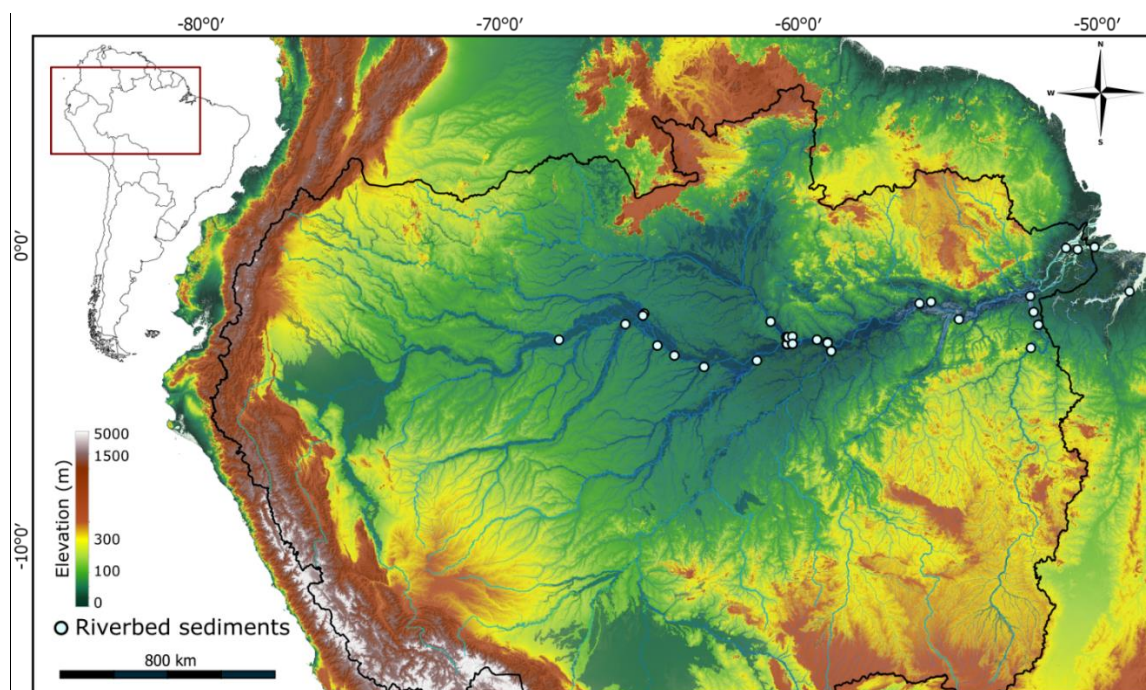 -80°0′ -70°0′ -60°0′ -50°0′
N
W E
S
0°0′
-10°0′
Elevation (m)
5000
1500
300
100
0
Riverbed sediments
800 km